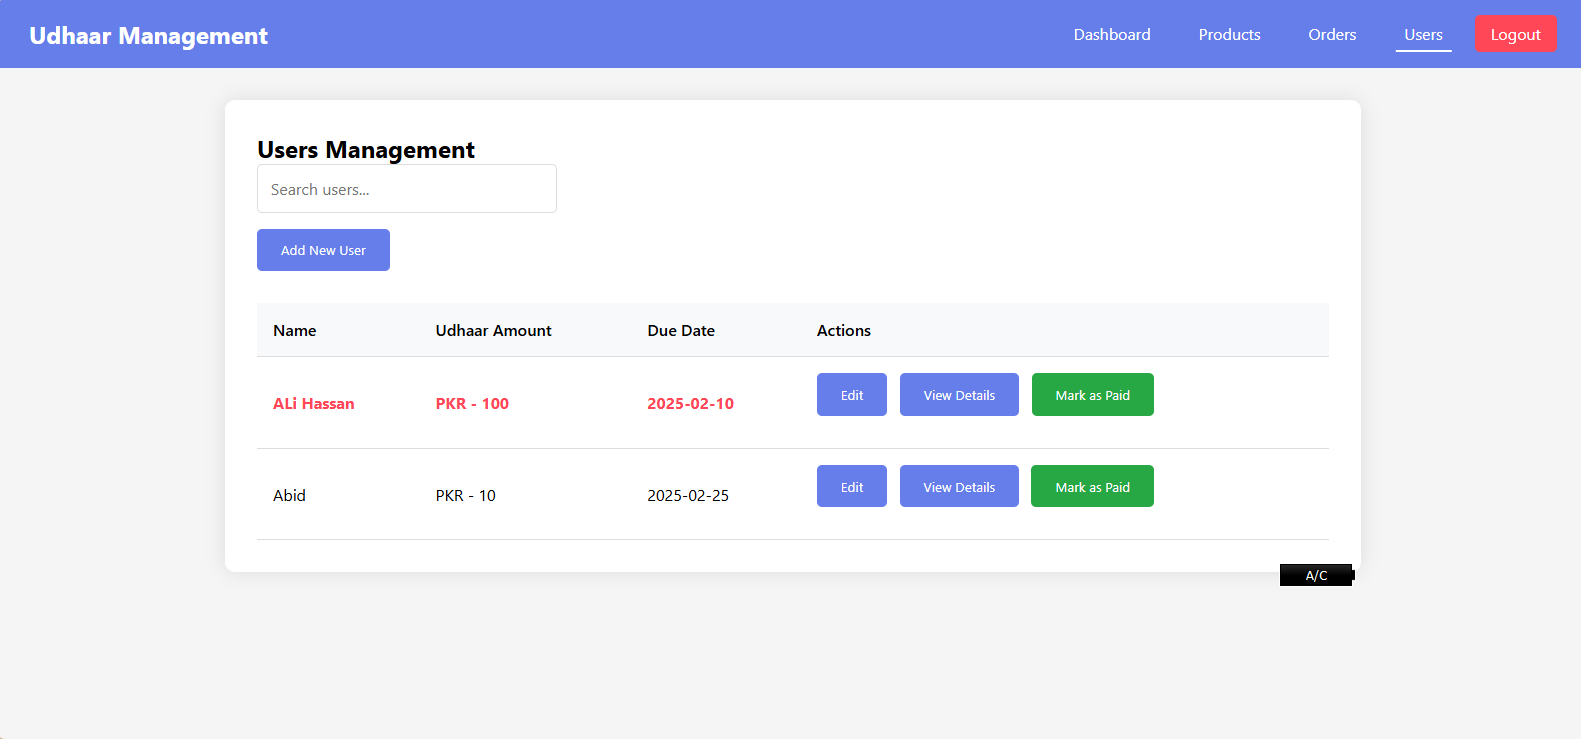 Udhaar Management Dashboard Products Orders Users Logout
Users Management
Search users...
Add New User
Name Udhaar Amount Due Date Actions
ALi Hassan PKR - 100 2025-02-10 Edit View Details Mark as Paid
Abid PKR - 10 2025-02-25 Edit View Details Mark as Paid
A/C